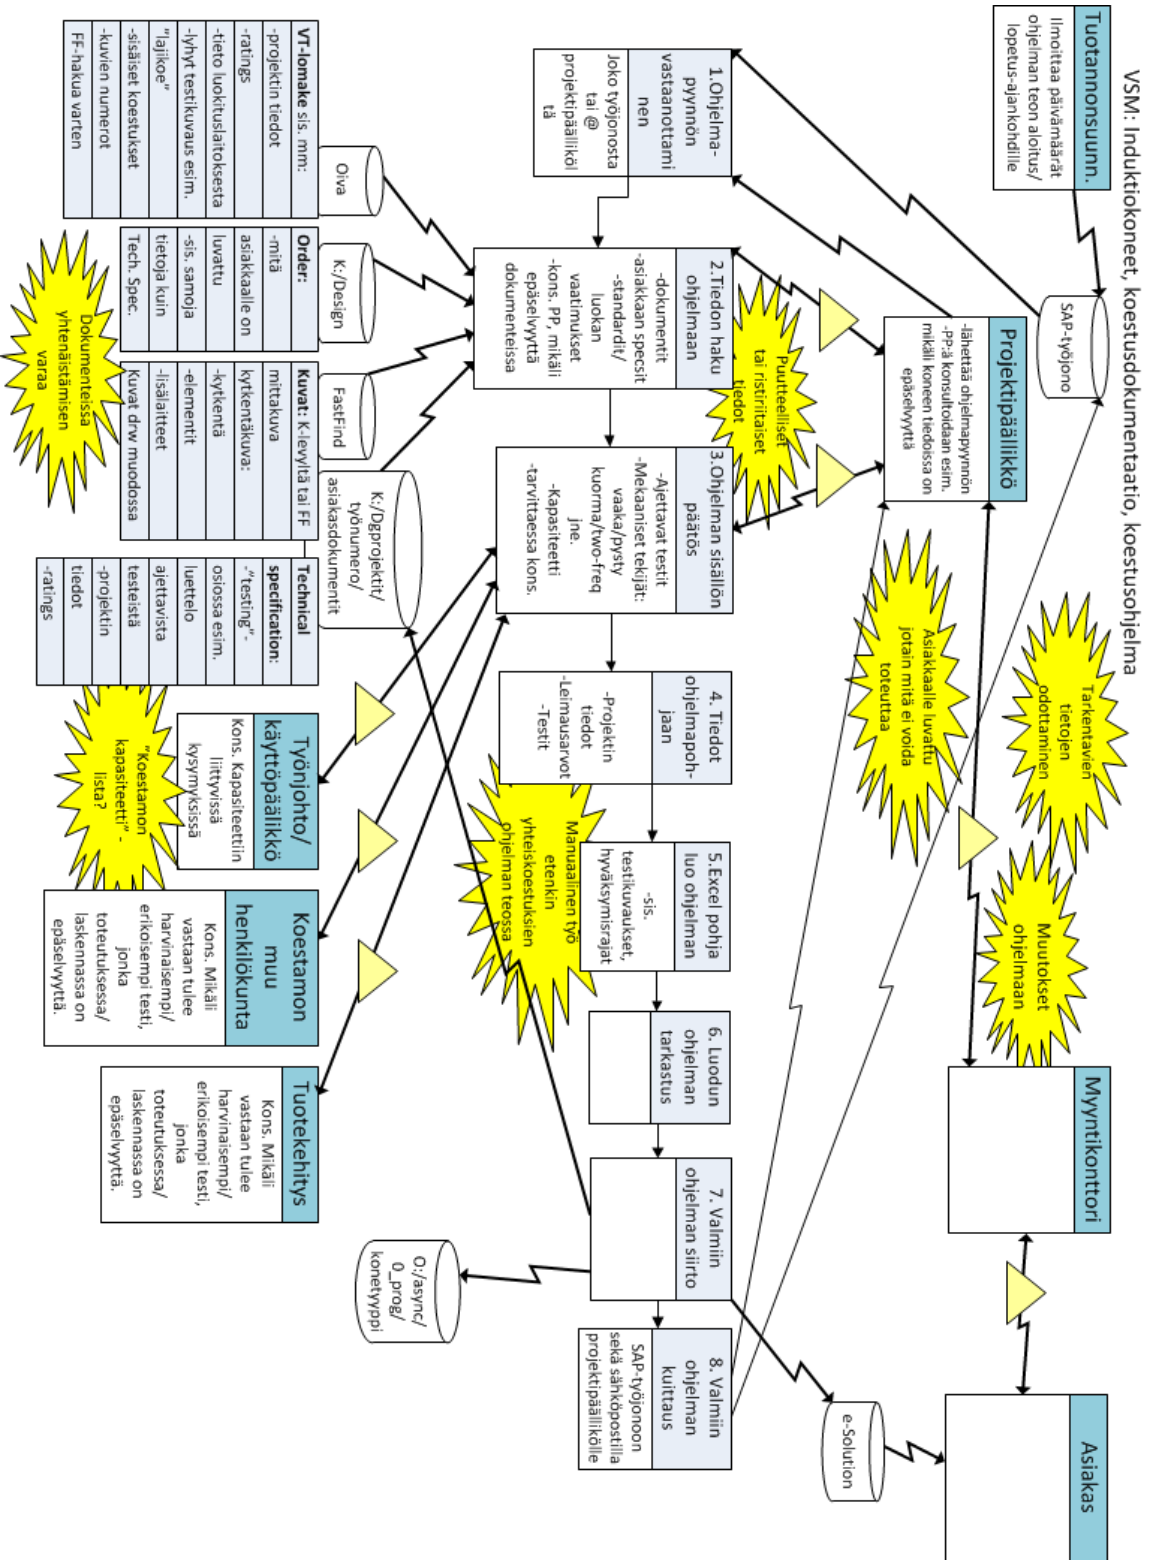 VSM: Induktiokoneet, koestusdokumentaatio, koestusohjelma
Tuotannonsuunn.
Ilmoittaa päivämäärät
ohjelman teon aloitus/
lopetus-ajankohdille
SAP-työjono
Projektipäällikkö
-lähettää ohjelmapyynnön
-PP:ä konsultoidaan esim.
mikäli koneen tiedoissa on
epäselvyyttä
Tarkentavien
tietojen
odottaminen
Muutokset
ohjelmaan
Asiakkaalle luvattu
jotain mitä ei voida
toteuttaa
Myyntikonttori
Asiakas
e-Solution
Puutteelliset
tai ristiriitaiset
tiedot
1.Ohjelma-
pyynnön
vastaanottami
nen
Joko työjonosta
tai @
projektipäälliköl
tä
2.Tiedon haku
ohjelmaan
-dokumentit
-asiakkaan specsit
-standardit/
luokan
vaatimukset
-kons. PP, mikäli
epäselvyyttä
dokumenteissa
3.Ohjelman sisällön
päätös
-Ajettavat testit
-Mekaaniset tekijät:
vaaka/pysty
kuorma/two-freq
jne.
-Kapasiteetti
-tarvittaessa kons.
4. Tiedot
ohjelmapoh-
jaan
-Projektin
tiedot
-Leimausarvot
-Testit
5.Excel pohja
luo ohjelman
-sis.
testikuvaukset,
hyväksymisrajat
6. Luodun
ohjelman
tarkastus
7. Valmiin
ohjelman siirto
8. Valmiin
ohjelman
kuittaus
SAP-työjonoon
sekä sähköpostilla
projektipäällikölle
Manuaalinen työ
etenkin
yhteiskoestuksien
ohjelman teossa
Oiva
K:/Design
FastFind
K:/Dgprojektit/
työnumero/
asiakasdokumentit
O:/async/
0_prog/
konetyyppi
VT-lomake sis. mm:
-projektin tiedot
-ratings
-tieto luokituslaitoksesta
-lyhyt testikuvaus esim.
"lajikoe"
-sisäiset koestukset
-kuvien numerot
FF-hakua varten
Order:
-mitä
asiakkaalle on
luvattu
-sis. samoja
tietoja kuin
Tech. Spec.
Kuvat: K-levyltä tai FF
mittakuva
kytkentäkuva:
-kytkentä
-elementit
-lisälaitteet
Kuvat drw muodossa
Technical
specification:
-"testing"-
osiossa esim.
luettelo
ajettavista
testeistä
-projektin
tiedot
-ratings
Dokumenteissa
yhtenäistämisen
varaa
Työnjohto/
käyttöpäälikkö
Kons. Kapasiteettiin
liittyvissä
kysymyksissä
"Koestamon
kapasiteetti" -
lista?
Koestamon
muu
henkilökunta
Kons. Mikäli
vastaan tulee
harvinaisempi/
erikoisempi testi,
jonka
toteutuksessa/
laskennassa on
epäselvyyttä.
Tuotekehitys
Kons. Mikäli
vastaan tulee
harvinaisempi/
erikoisempi testi,
jonka
toteutuksessa/
laskennassa on
epäselvyyttä.